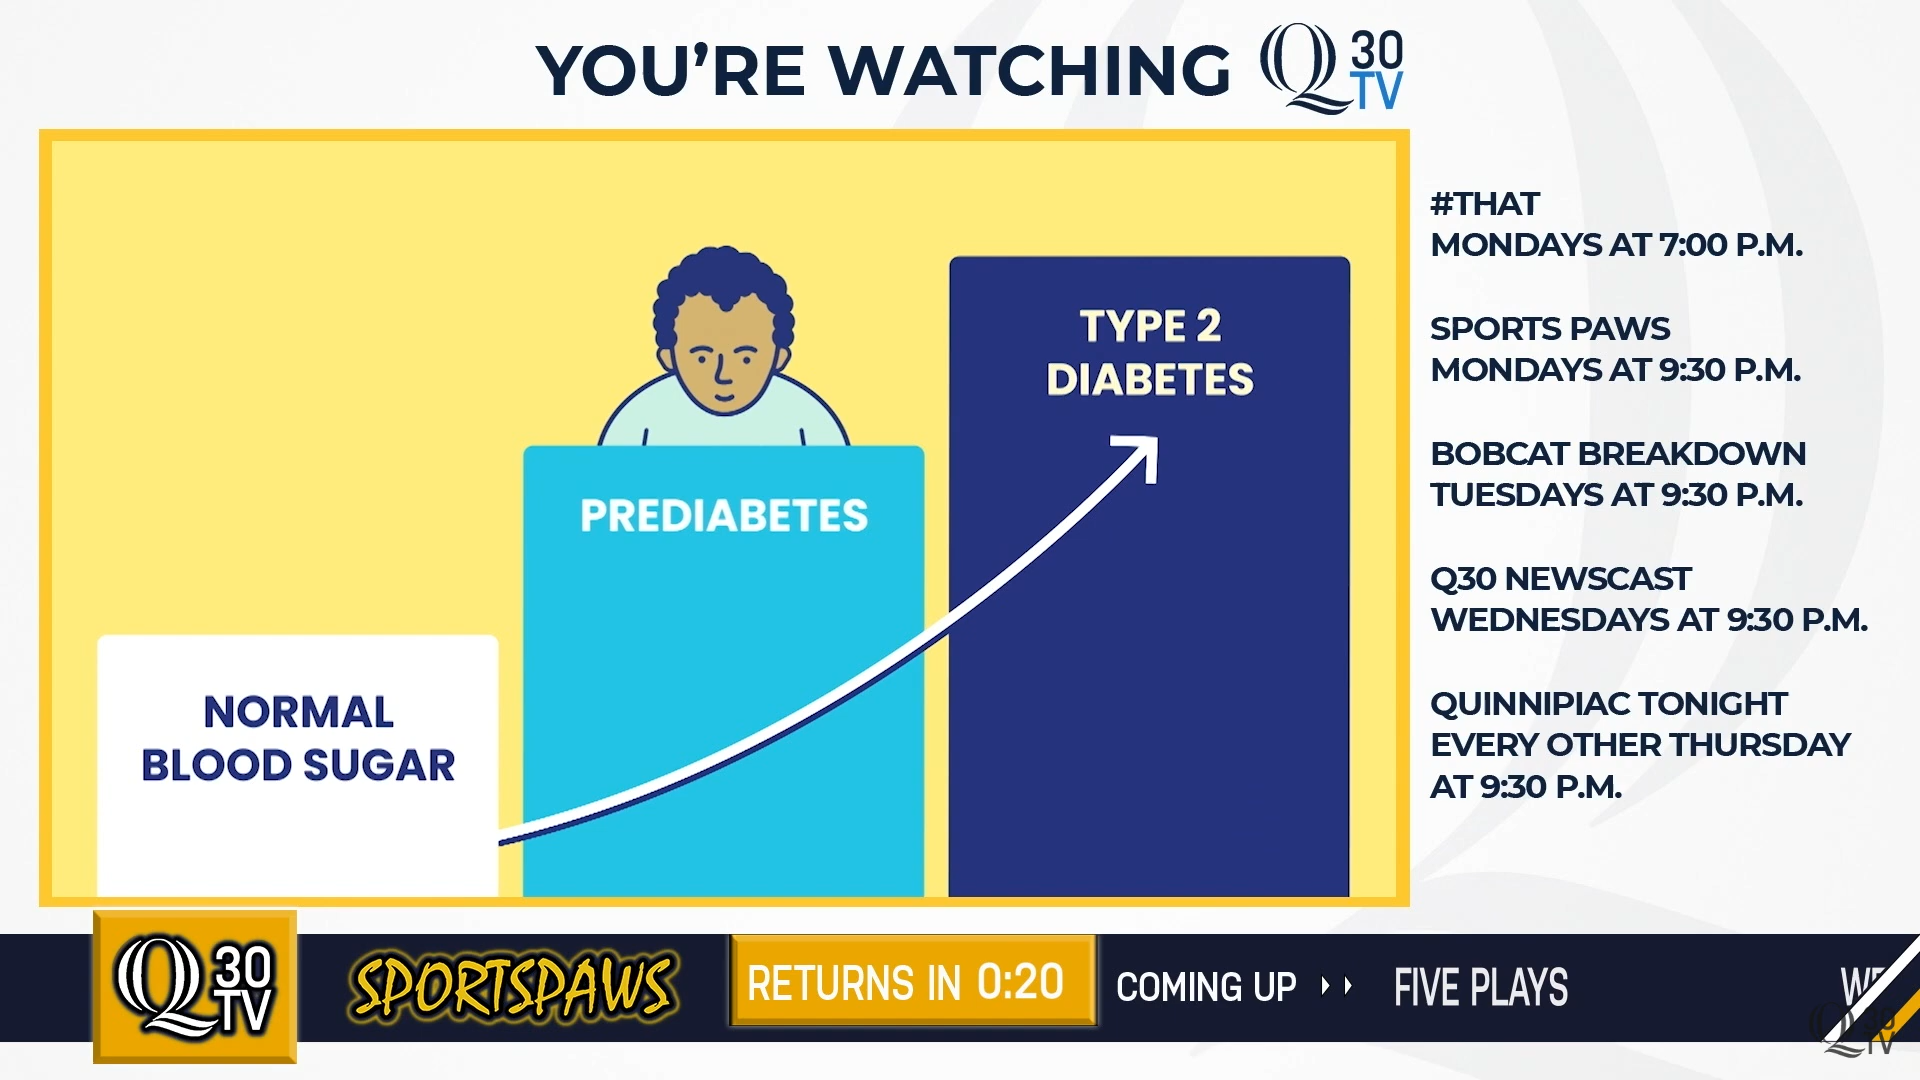 YOU'RE WATCHING Q 30 TV
NORMAL
BLOOD SUGAR
PREDIABETES
TYPE 2
DIABETES
#THAT
MONDAYS AT 7:00 P.M.
SPORTS PAWS
MONDAYS AT 9:30 P.M.
BOBCAT BREAKDOWN
TUESDAYS AT 9:30 P.M.
Q30 NEWSCAST
WEDNESDAYS AT 9:30 P.M.
QUINNIPIAC TONIGHT
EVERY OTHER THURSDAY
AT 9:30 P.M.
Q 30 TV
SPORTSPAWS
RETURNS IN 0:20
COMING UP
FIVE PLAYS
Q 30 TV